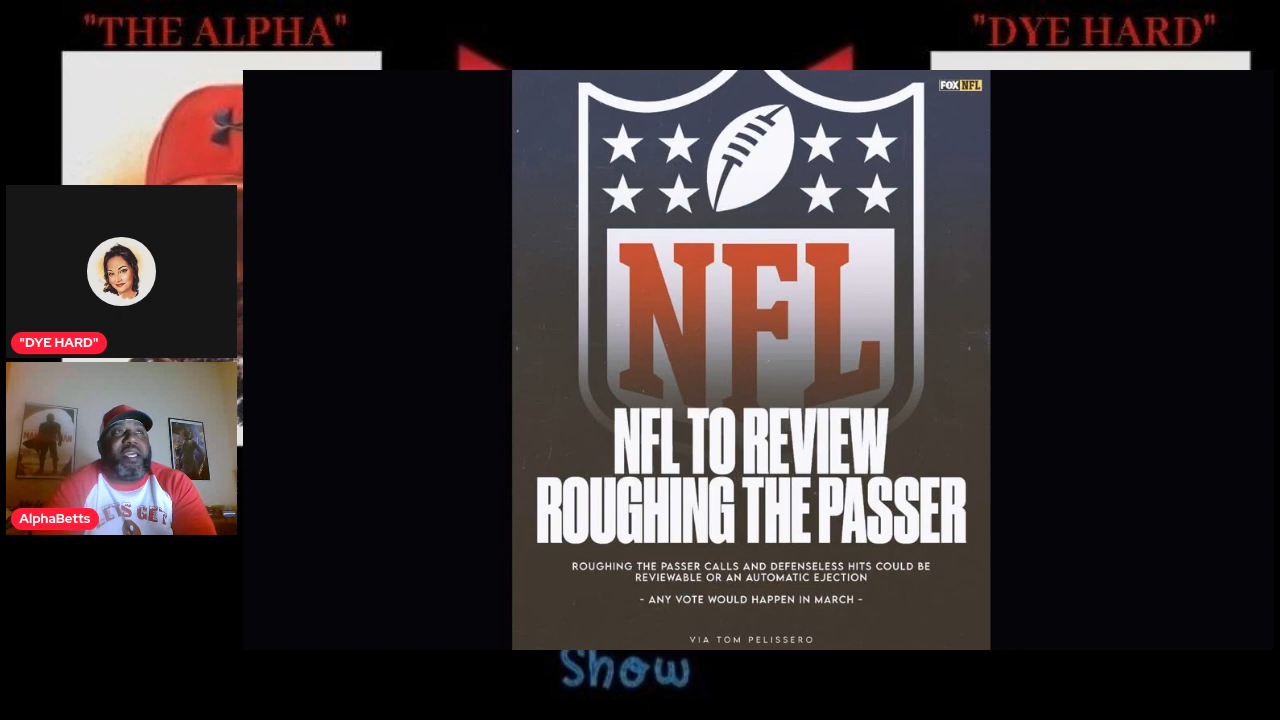 "THE ALPHA"
"DYE HARD"
FOX NFL
NFL
NFL TO REVIEW
ROUGHING THE PASSER
ROUGHING THE PASSER CALLS AND DEFENSELESS HITS COULD BE
REVIEWABLE OR AN AUTOMATIC EJECTION
- ANY VOTE WOULD HAPPEN IN MARCH -
VIA TOM PELISSERO
"DYE HARD"
AlphaBetts
Show